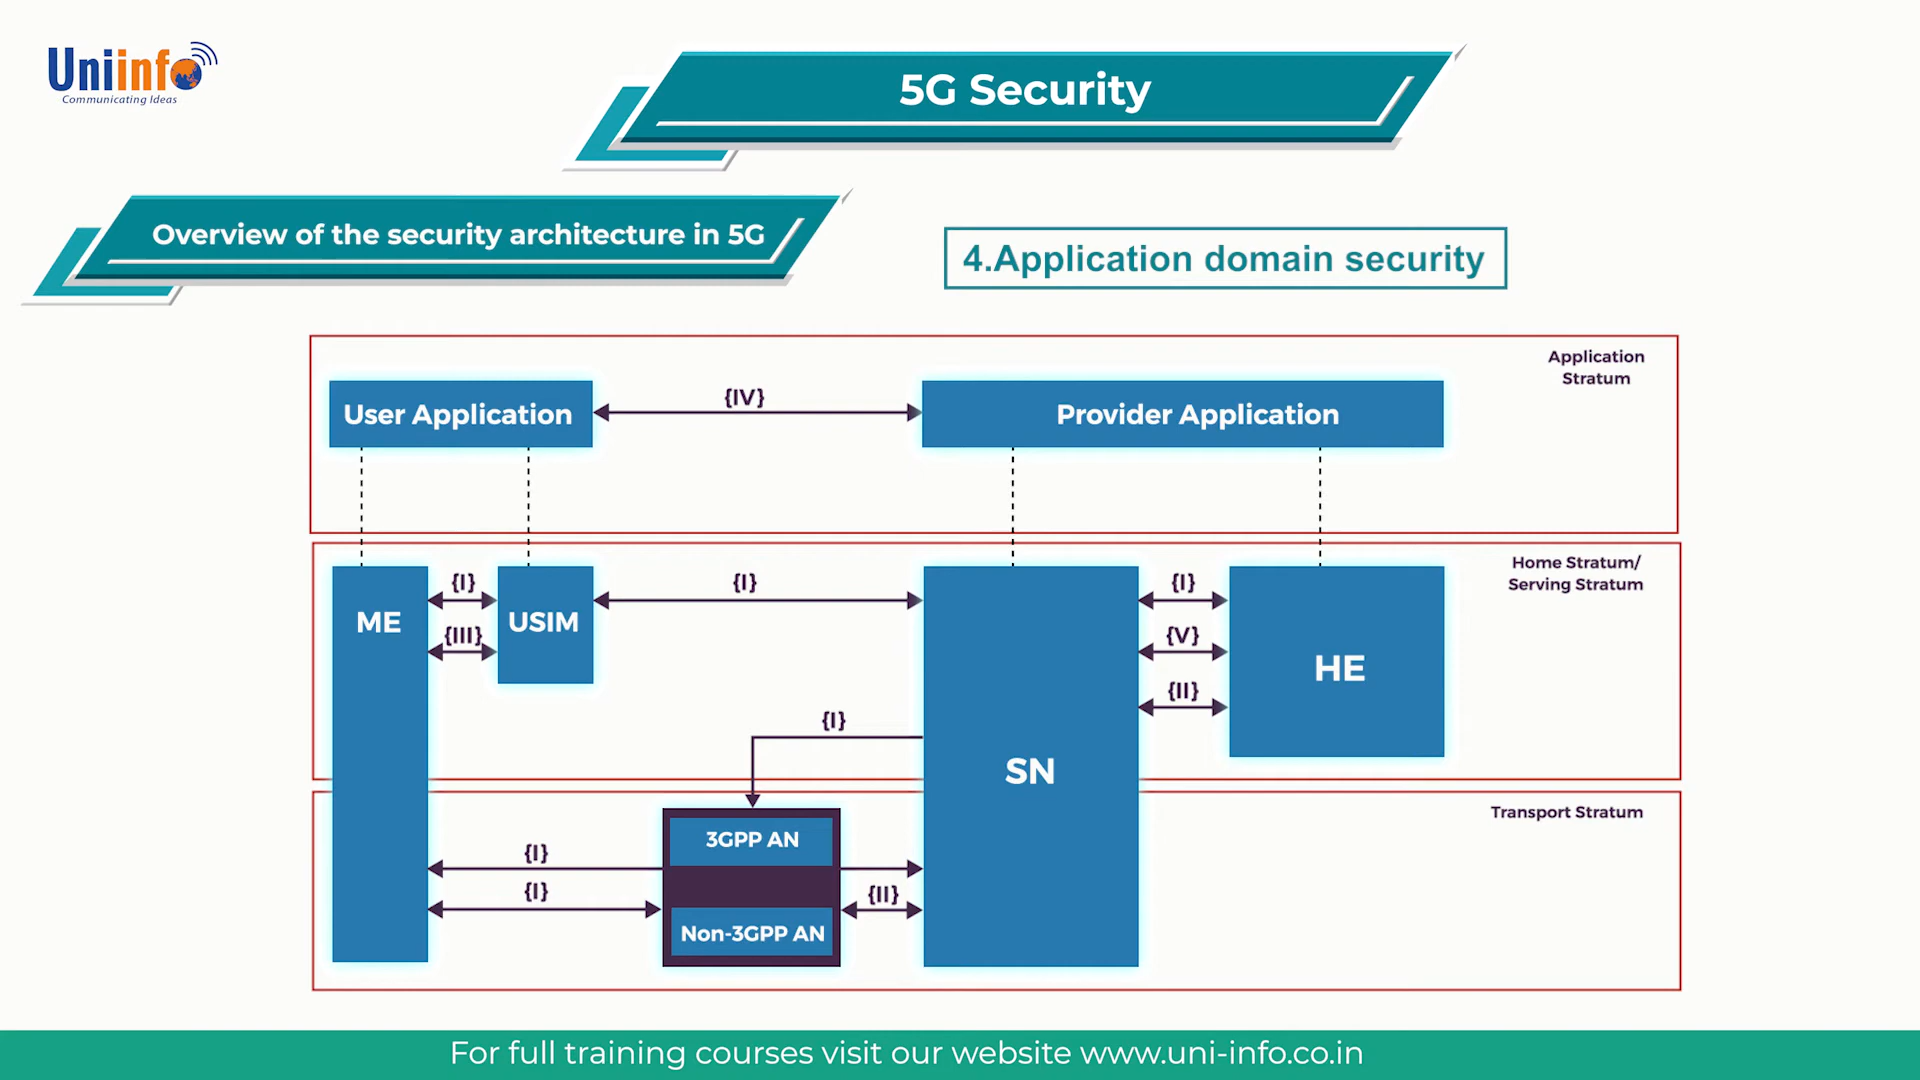 Uniinfo
Communicating Ideas
5G Security
Overview of the security architecture in 5G
4.Application domain security
Application
Stratum
User Application
{IV}
Provider Application
Home Stratum/
Serving Stratum
ME
{I}
{III}
USIM
{I}
{I}
{V}
{II}
HE
{I}
SN
Transport Stratum
3GPP AN
{I}
{I}
{II}
Non-3GPP AN
For full training courses visit our website www.uni-info.co.in